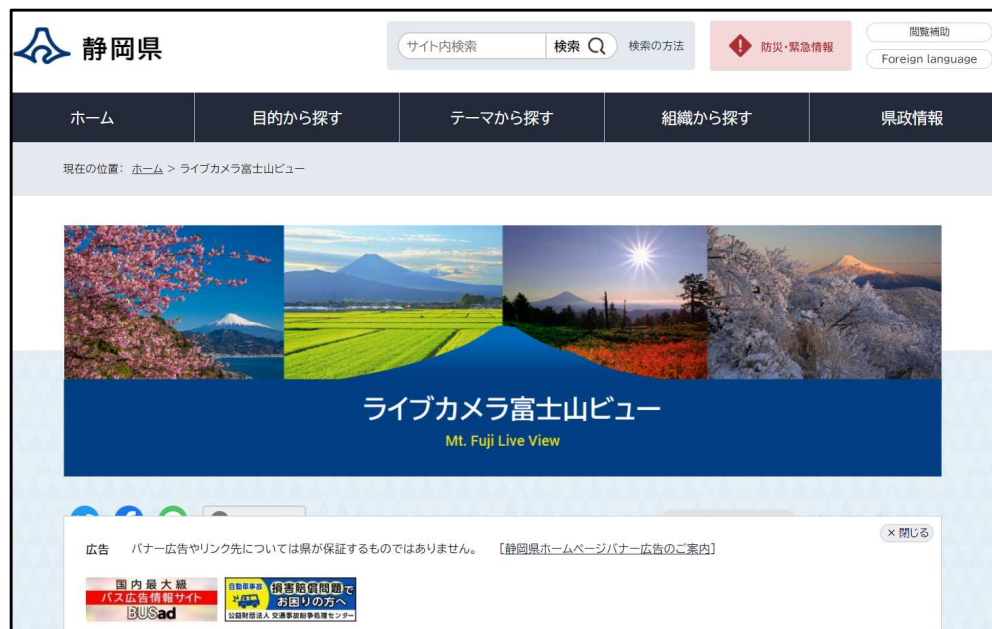 静岡県
サイト内検索 検索 検索の方法
防災・緊急情報
閲覧補助
Foreign language
ホーム 目的から探す テーマから探す 組織から探す 県政情報
現在の位置： ホーム > ライブカメラ富士山ビュー
ライブカメラ富士山ビュー
Mt. Fuji Live View
× 閉じる
広告 バナー広告やリンク先については県が保証するものではありません。 [静岡県ホームページバナー広告のご案内]
国内最大級
バス広告情報サイト
BUSad
自動車事故 損害賠償問題で
お困りの方へ
公益財団法人 交通事故紛争処理センター